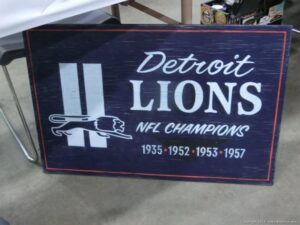 Detroit
LIONS
NFL CHAMPIONS
1935 • 1952 • 1953 • 1957